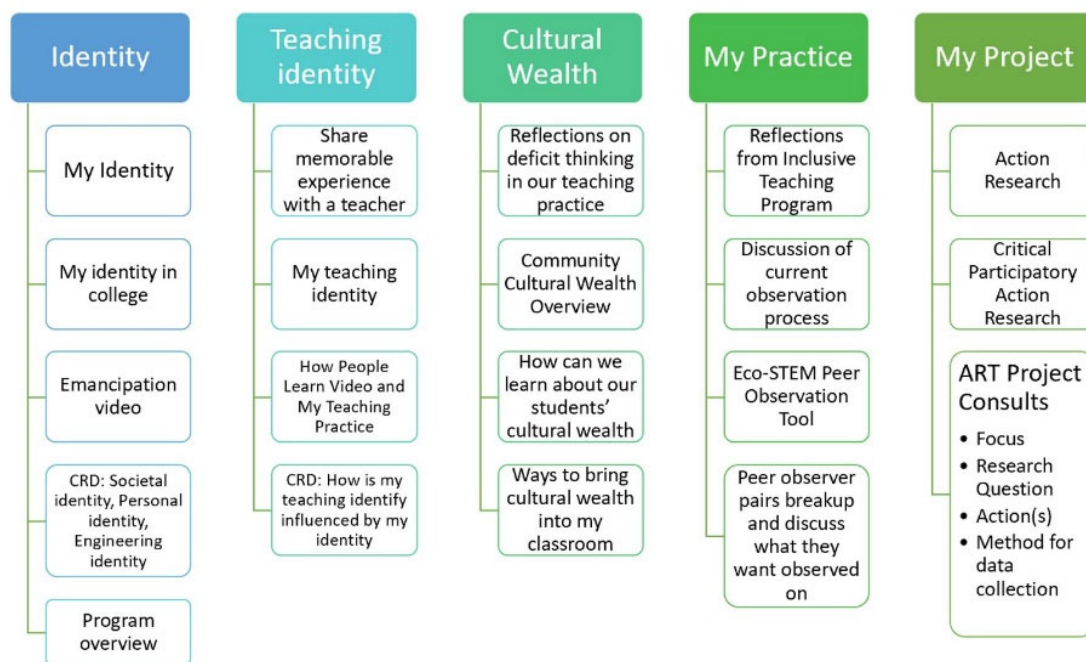 Identity
My Identity
My identity in
college
Emancipation
video
CRD: Societal
identity, Personal
identity,
Engineering
identity
Program
overview
Teaching
identity
Share
memorable
experience
with a teacher
My teaching
identity
How People
Learn Video and
My Teaching
Practice
CRD: How is my
teaching identify
influenced by my
identity
Cultural
Wealth
Reflections on
deficit thinking
in our teaching
practice
Community
Cultural Wealth
Overview
How can we
learn about our
students’
cultural wealth
Ways to bring
cultural wealth
into my
classroom
My Practice
Reflections
from Inclusive
Teaching
Program
Discussion of
current
observation
process
Eco-STEM Peer
Observation
Tool
Peer observer
pairs breakup
and discuss
what they
want observed
on
My Project
Action
Research
Critical
Participatory
Action
Research
ART Project
Consults
• Focus
• Research
Question
• Action(s)
• Method for
data
collection